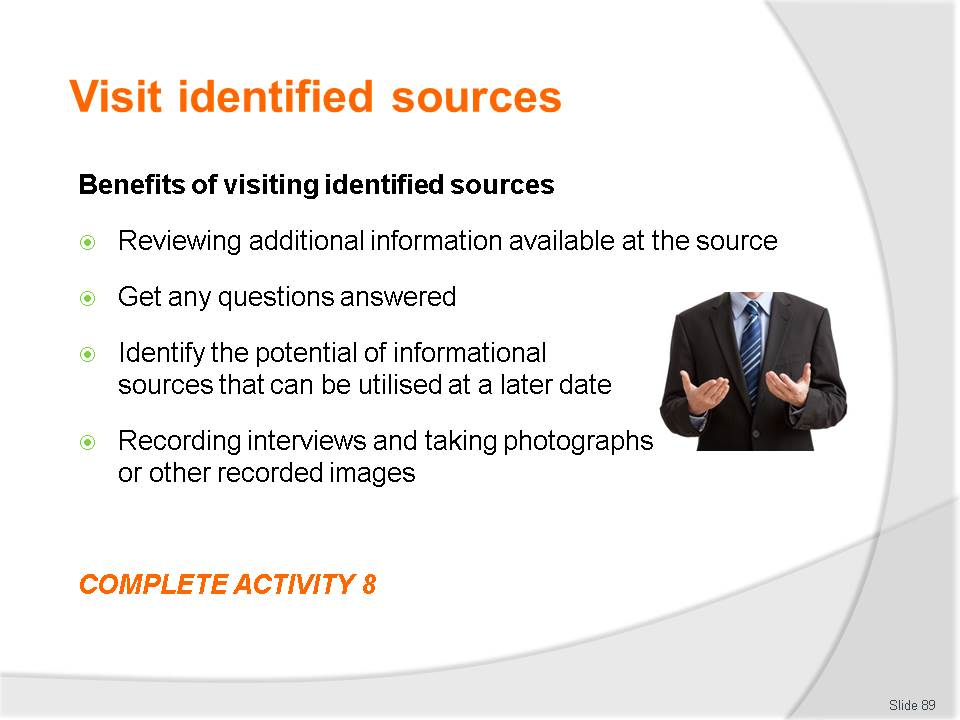 Visit identified sources
Benefits of visiting identified sources
Reviewing additional information available at the source
Get any questions answered
Identify the potential of informational
sources that can be utilised at a later date
Recording interviews and taking photographs
or other recorded images
COMPLETE ACTIVITY 8
Slide 89